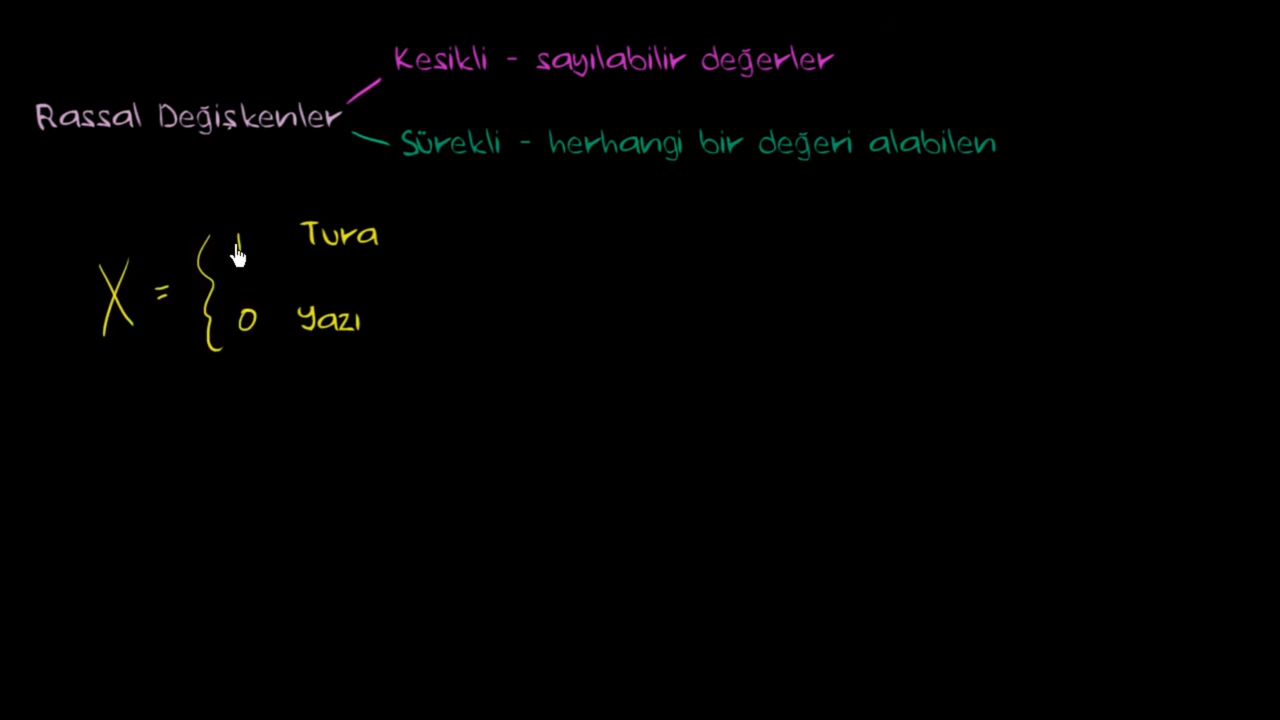 Kesikli - sayılabilir değerler
Rassal Değişkenler
Sürekli - herhangi bir değeri alabilen
X = { 1 Tura
0 Yazı